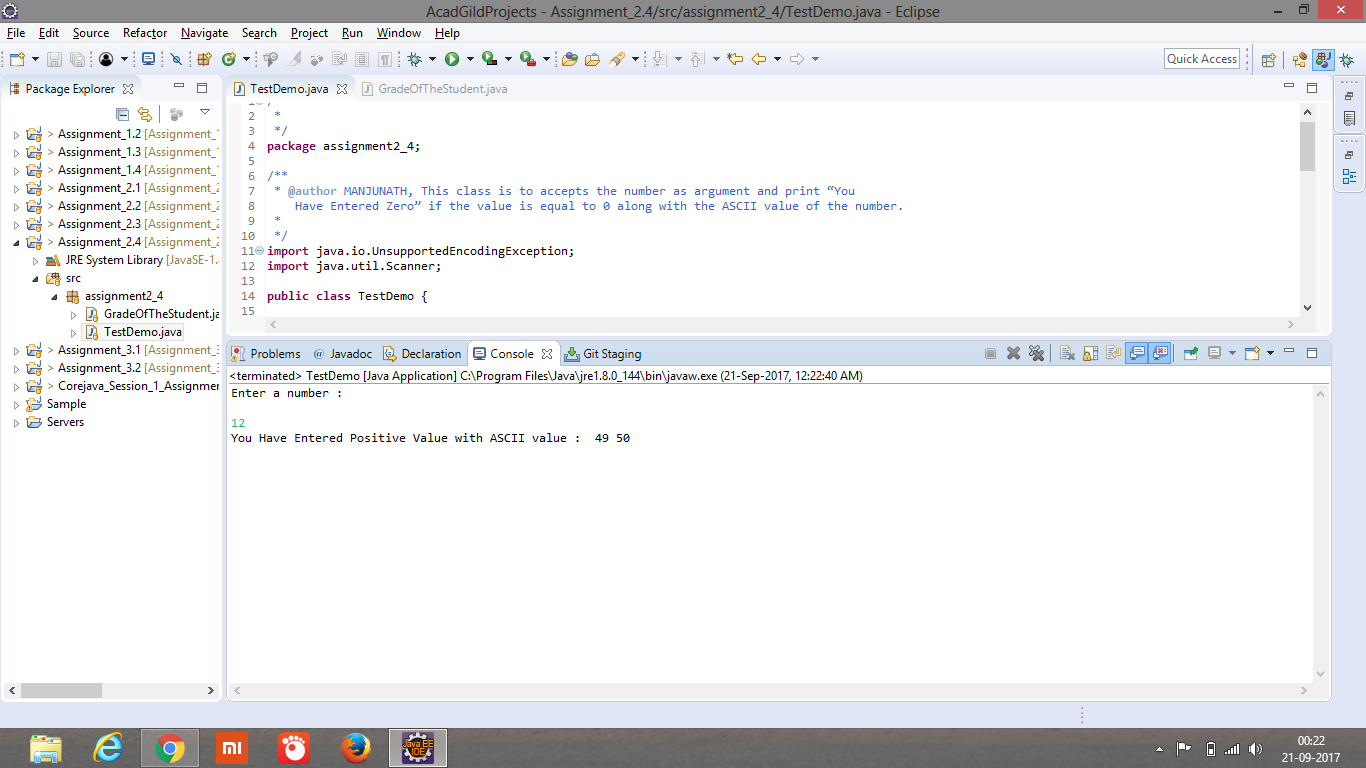 AcadGildProjects - Assignment_2.4/src/assignment2_4/TestDemo.java - Eclipse
File Edit Source Refactor Navigate Search Project Run Window Help
Quick Access
Package Explorer
> Assignment_1.2 [Assignment_1
> Assignment_1.3 [Assignment_1
> Assignment_1.4 [Assignment_1
> Assignment_2.1 [Assignment_2
> Assignment_2.2 [Assignment_2
> Assignment_2.3 [Assignment_2
> Assignment_2.4 [Assignment_2
JRE System Library [JavaSE-1.
src
assignment2_4
GradeOfTheStudent.ja
TestDemo.java
> Assignment_3.1 [Assignment_3
> Assignment_3.2 [Assignment_3
> Corejava_Session_1_Assignmer
Sample
Servers
TestDemo.java GradeOfTheStudent.java
2 *
3 */
4 package assignment2_4;
5
6 /**
7 * @author MANJUNATH, This class is to accepts the number as argument and print “You
8 Have Entered Zero” if the value is equal to 0 along with the ASCII value of the number.
9 *
10 */
11 import java.io.UnsupportedEncodingException;
12 import java.util.Scanner;
13
14 public class TestDemo {
15
Problems @ Javadoc Declaration Console Git Staging
<terminated> TestDemo [Java Application] C:\Program Files\Java\jre1.8.0_144\bin\javaw.exe (21-Sep-2017, 12:22:40 AM)
Enter a number :
12
You Have Entered Positive Value with ASCII value :  49 50
mi
Java EE
IDE
00:22
21-09-2017